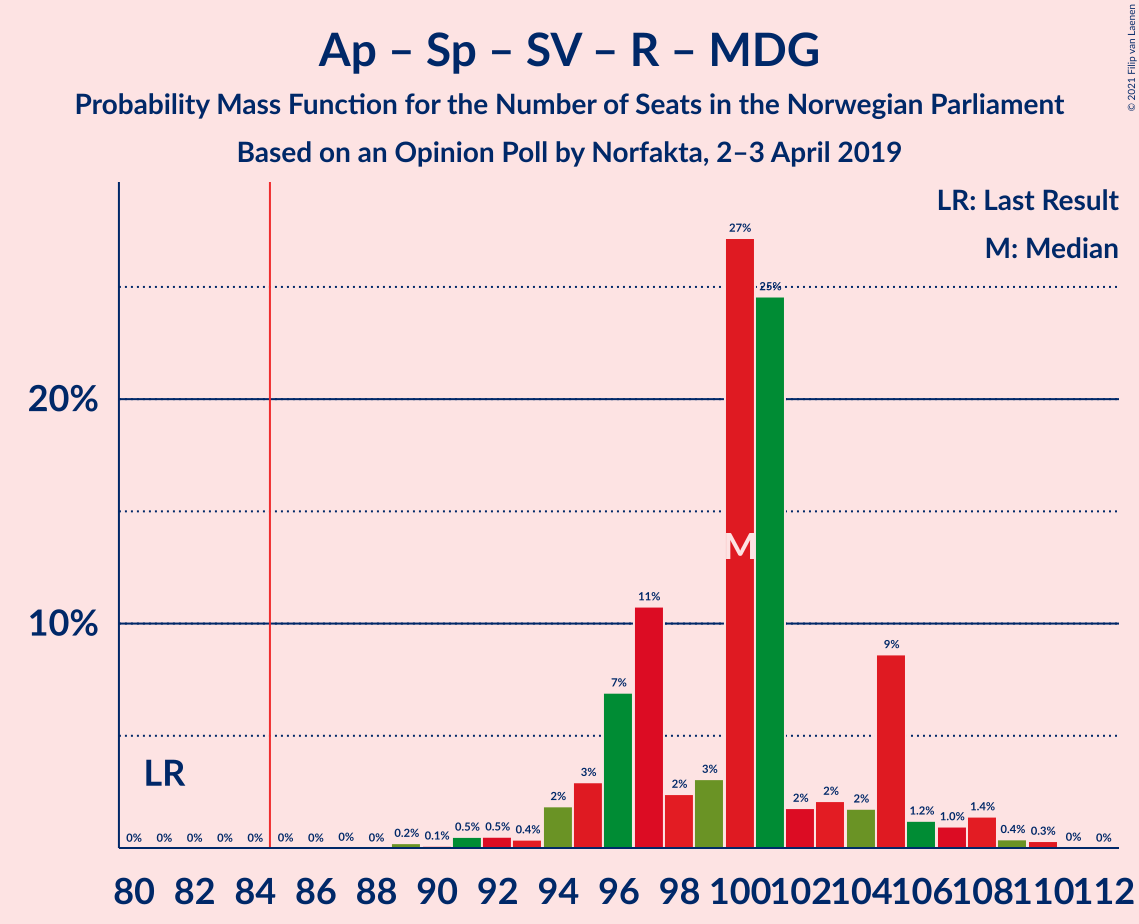 Ap – Sp – SV – R – MDG
Probability Mass Function for the Number of Seats in the Norwegian Parliament
Based on an Opinion Poll by Norfakta, 2–3 April 2019
© 2021 Filip van Laenen
LR: Last Result
M: Median
27%
25%
20%
M
11%
10%
9%
7%
LR
0% 0% 0% 0% 0% 0% 0% 0% 0% 0.2% 0.1% 0.5% 0.5% 0.4% 2% 3% 2% 3% 2% 2% 2% 1.2% 1.0% 1.4% 0.4% 0.3% 0% 0%
80 82 84 86 88 90 92 94 96 98 100 102 104 106 108 110 112